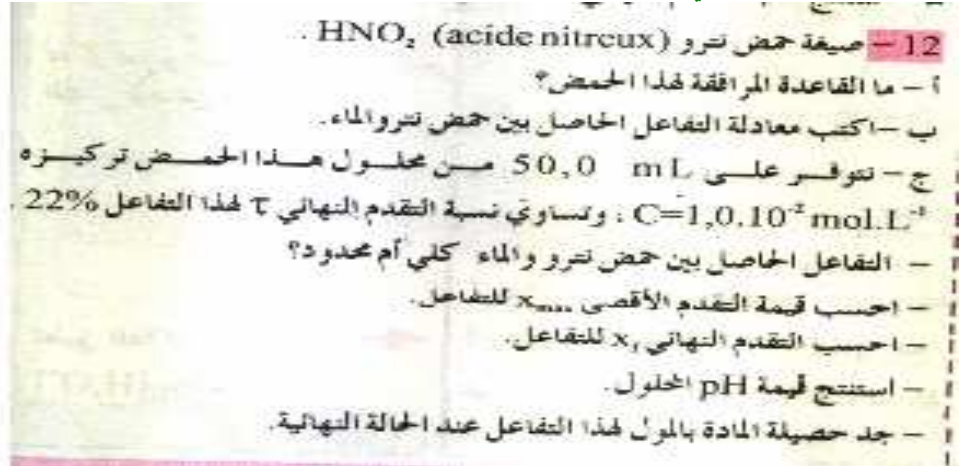 12 – صيغة حمض نترو HNO₂ (acide nitreux) .
أ – ما القاعدة المرافقة لهذا الحمض؟
ب – اكتب معادلة التفاعل الحاصل بين حمض نترو والماء.
ج – نتوفر على 50,0 mL من محلول هذا الحمض تركيزه
C=1,0.10⁻² mol.L⁻¹ ، وتساوي نسبة التقدم النهائي τ لهذا التفاعل 22% .
– التفاعل الحاصل بين حمض نترو والماء كلي أم محدود؟
– احسب قيمة التقدم الأقصى xₘₐₓ للتفاعل.
– احسب التقدم النهائي x_f للتفاعل.
– استنتج قيمة pH المحلول.
– جد حصيلة المادة بالمول لهذا التفاعل عند الحالة النهائية.